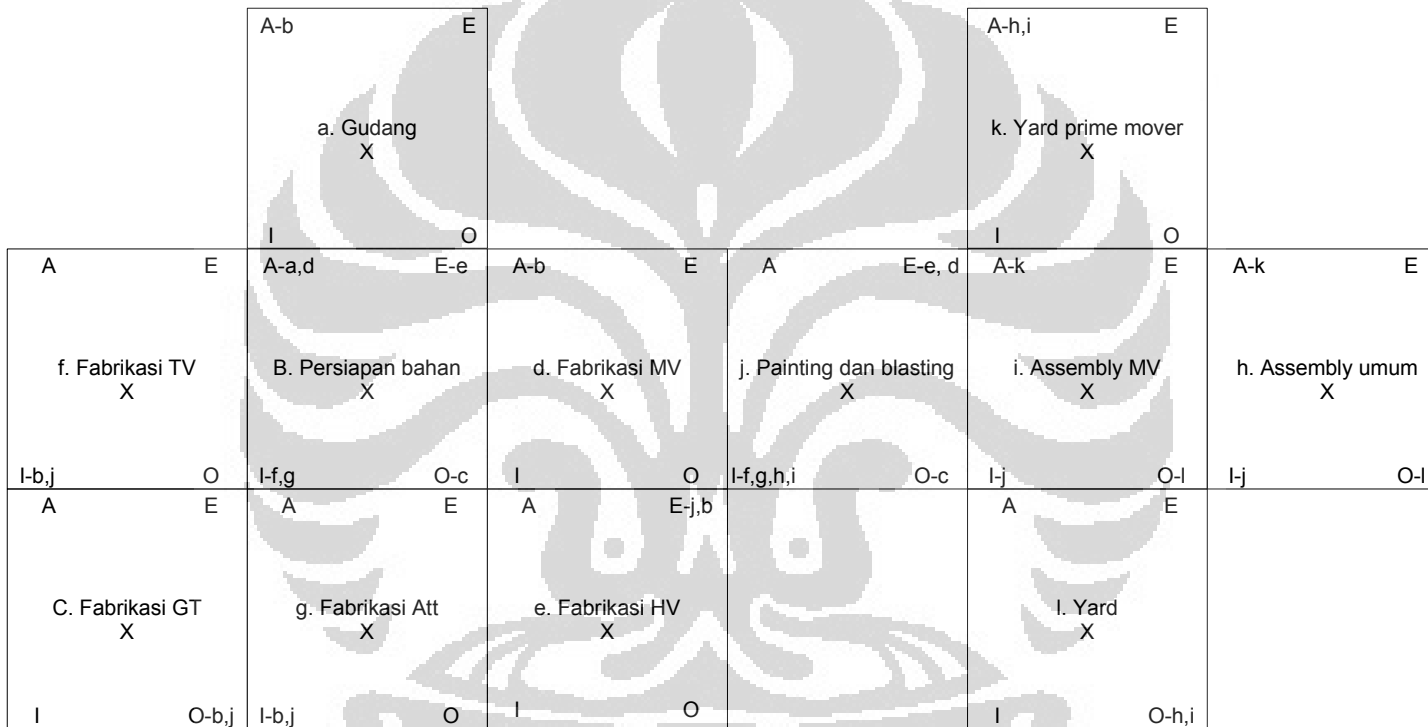 A-b E
a. Gudang
X
I O
A-h,i E
k. Yard prime mover
X
I O
A E
f. Fabrikasi TV
X
I-b,j O
A-a,d E-e
B. Persiapan bahan
X
I-f,g O-c
A-b E
d. Fabrikasi MV
X
I O
A E-e, d
j. Painting dan blasting
X
I-f,g,h,i O-c
A-k E
i. Assembly MV
X
I-j O-l
A-k E
h. Assembly umum
X
I-j O-l
A E
C. Fabrikasi GT
X
I O-b,j
A E
g. Fabrikasi Att
X
I-b,j O
A E-j,b
e. Fabrikasi HV
X
I O
A E
l. Yard
X
I O-h,i